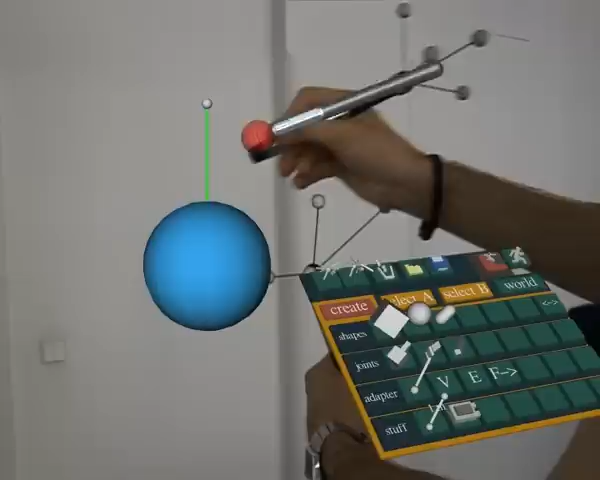 create select A select B world <-->
shapes
joints
adapter V E F->
stuff